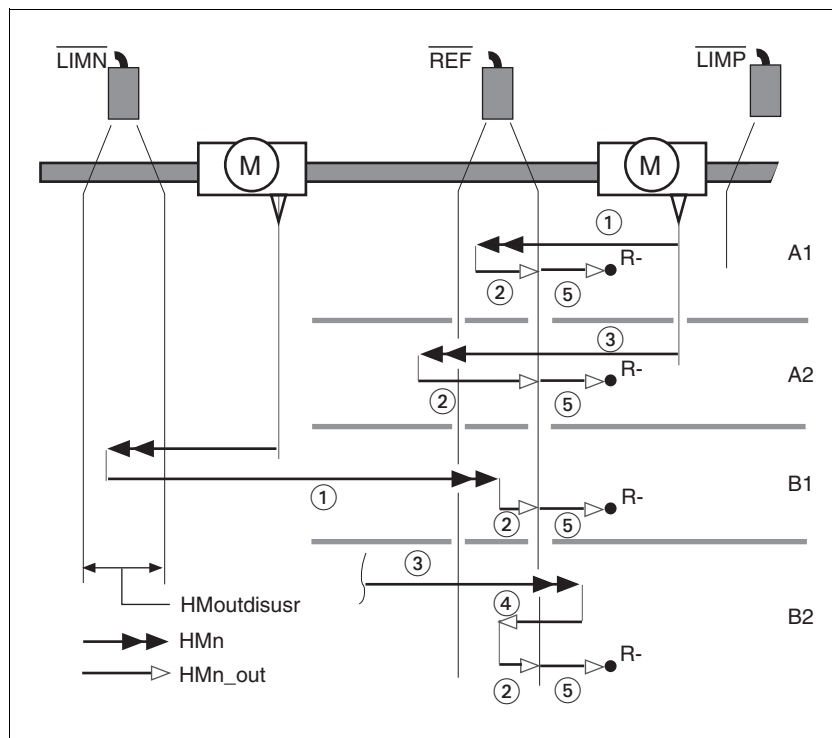 LIMN REF LIMP
M M
1
A1
R-
2 5
3
A2
R-
2 5
B1
1
R-
2 5
3
HMoutdisusr
4
B2
HMn
R-
HMn_out
2 5